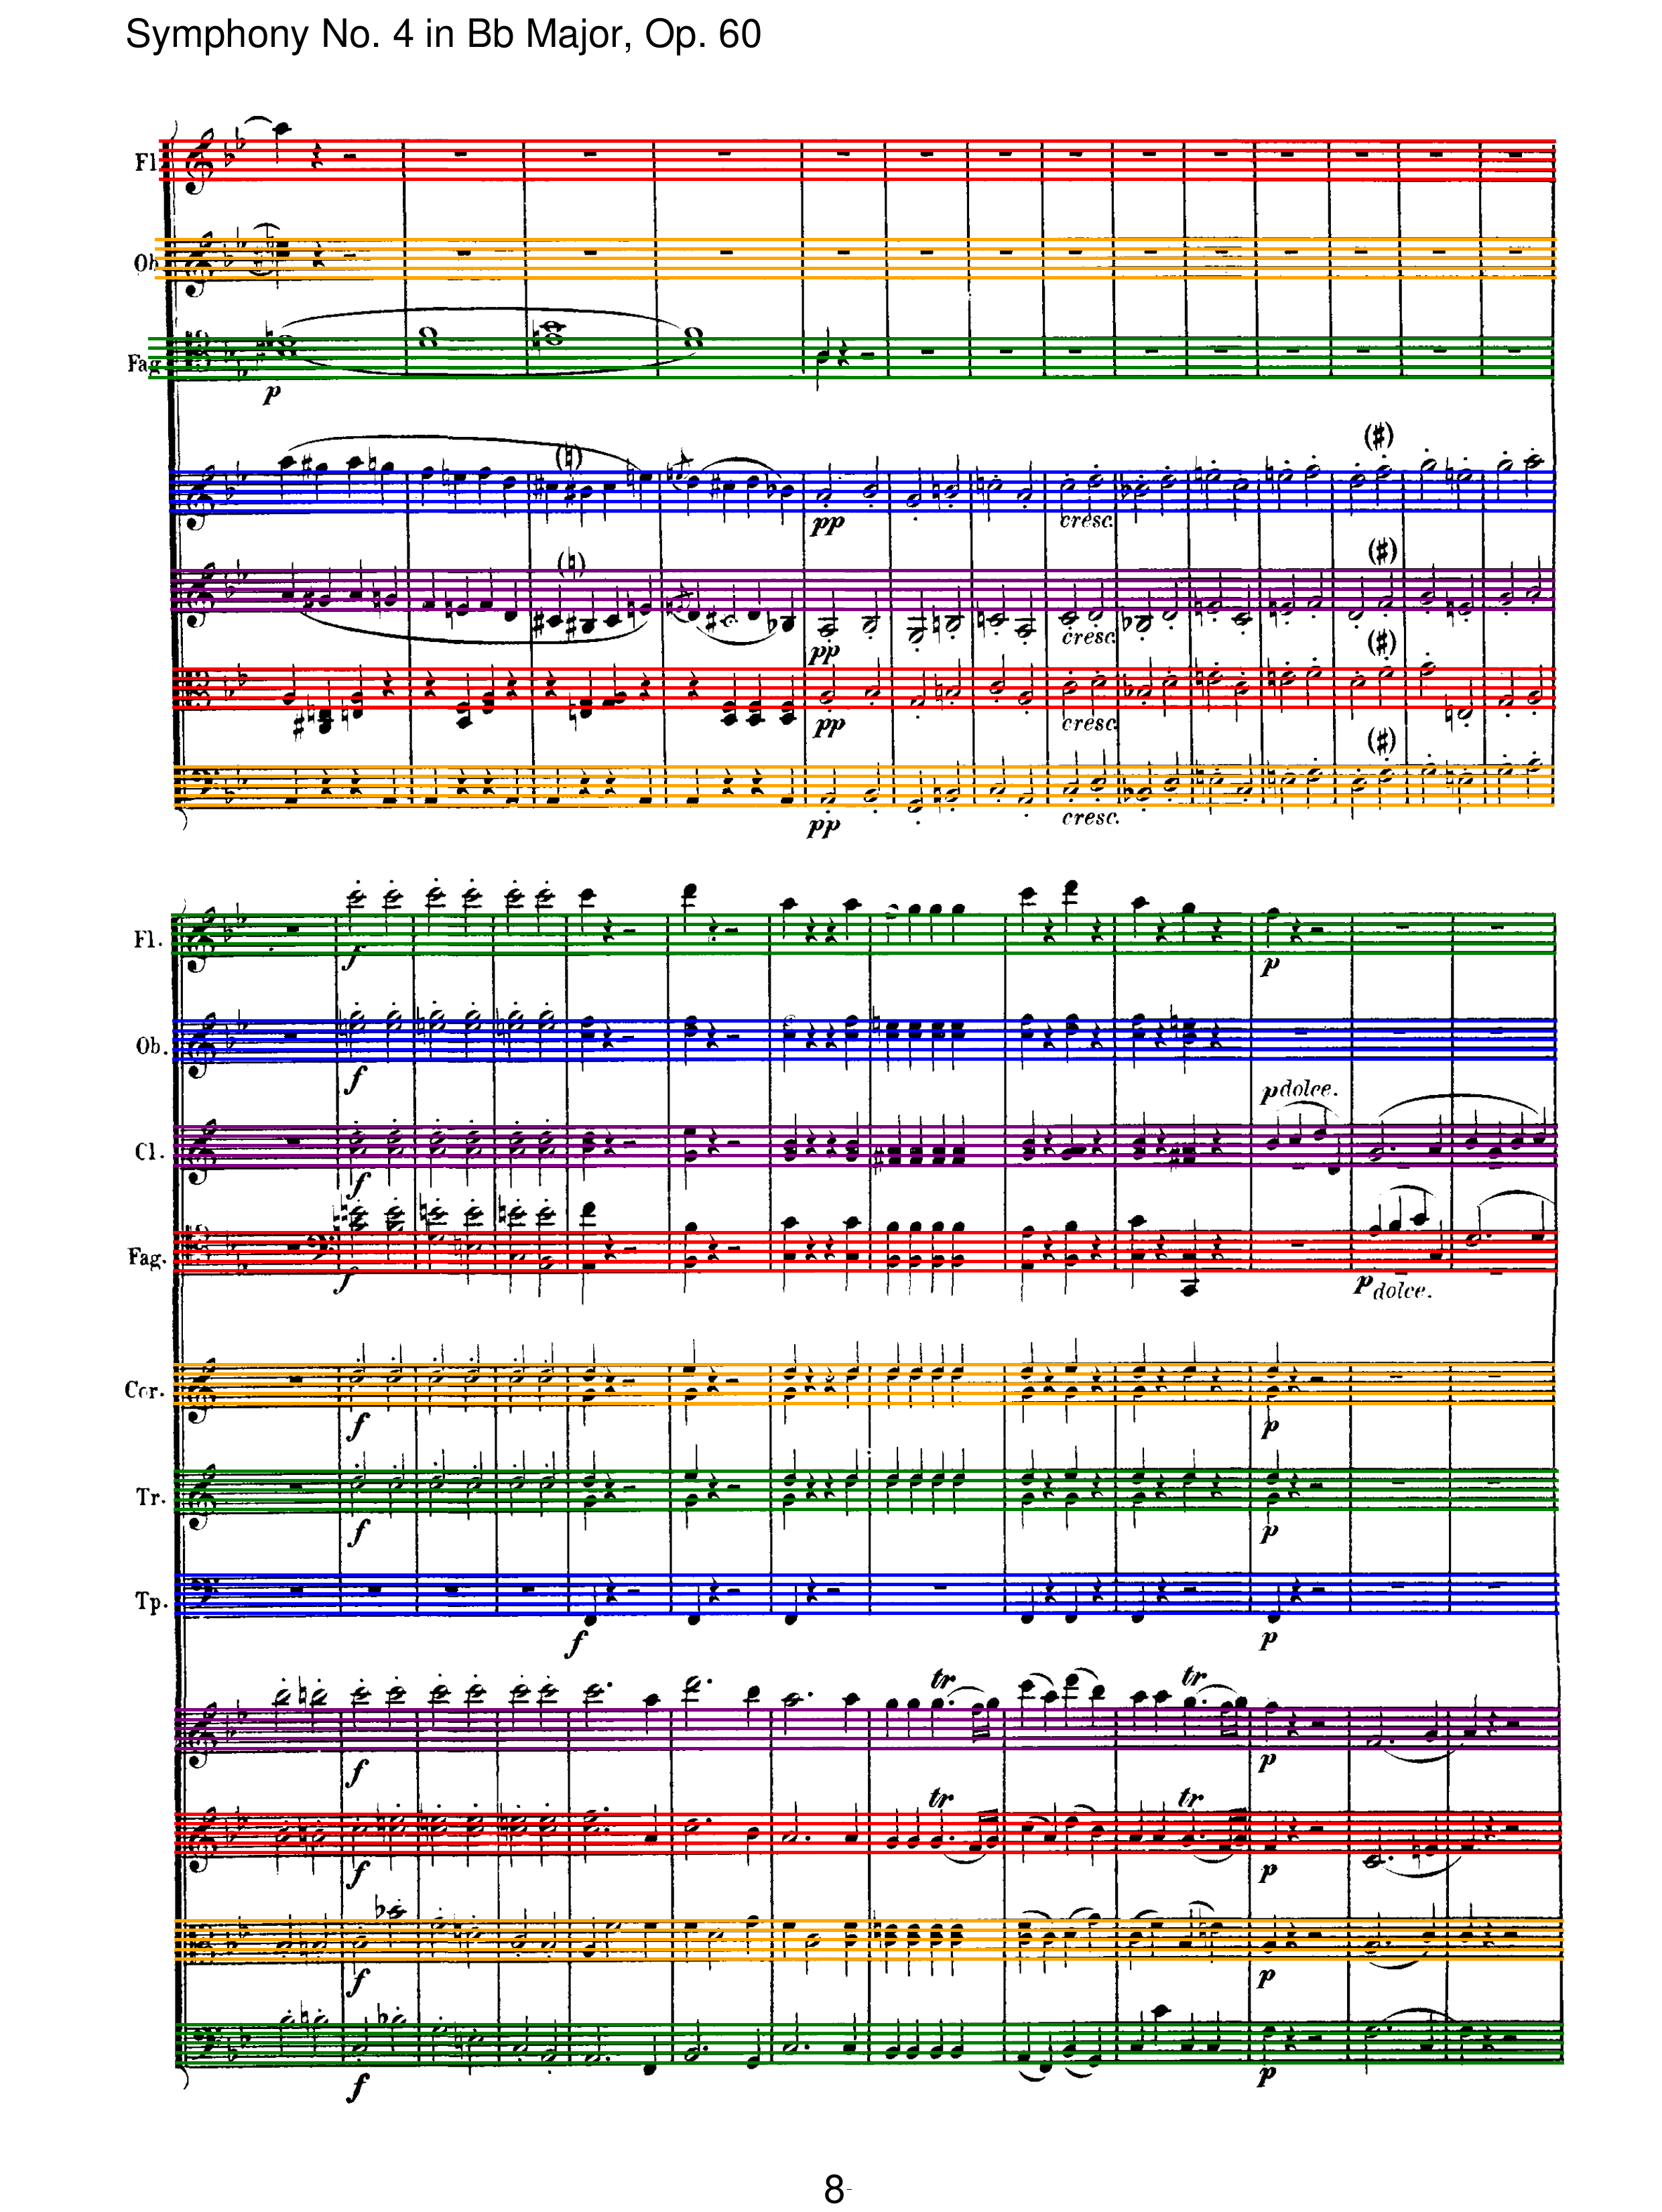 Symphony No. 4 in Bb Major, Op. 60
Fl
Ob
Fag
p
pp
cresc.
pp
cresc.
pp
cresc.
pp
cresc.
Fl.
f
p
Ob.
f
p dolce.
Cl.
f
Fag.
f
p dolce.
Cor.
f
p
Tr.
f
p
Tp.
f
p
tr
tr
f
p
tr
tr
f
p
f
p
f
p
8